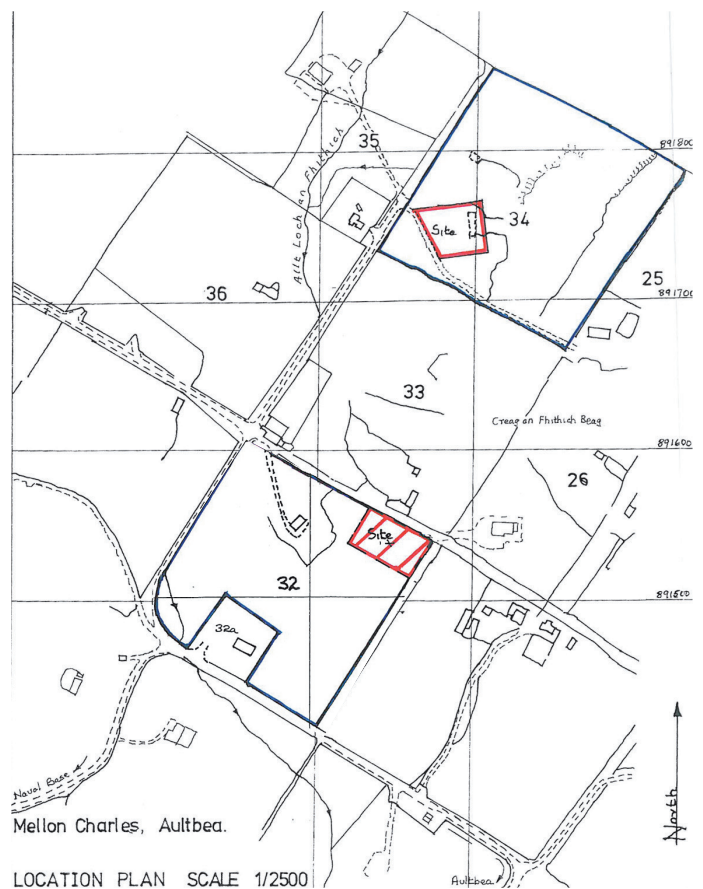 35
Allt Loch an Fhithich
891800
Site
34
25
36
891700
33
Creag an Fhithich Beag
891600
26
Site
32
891500
32a
Naval Base
Mellon Charles, Aultbea.
North
LOCATION PLAN SCALE 1/2500
Aultbea